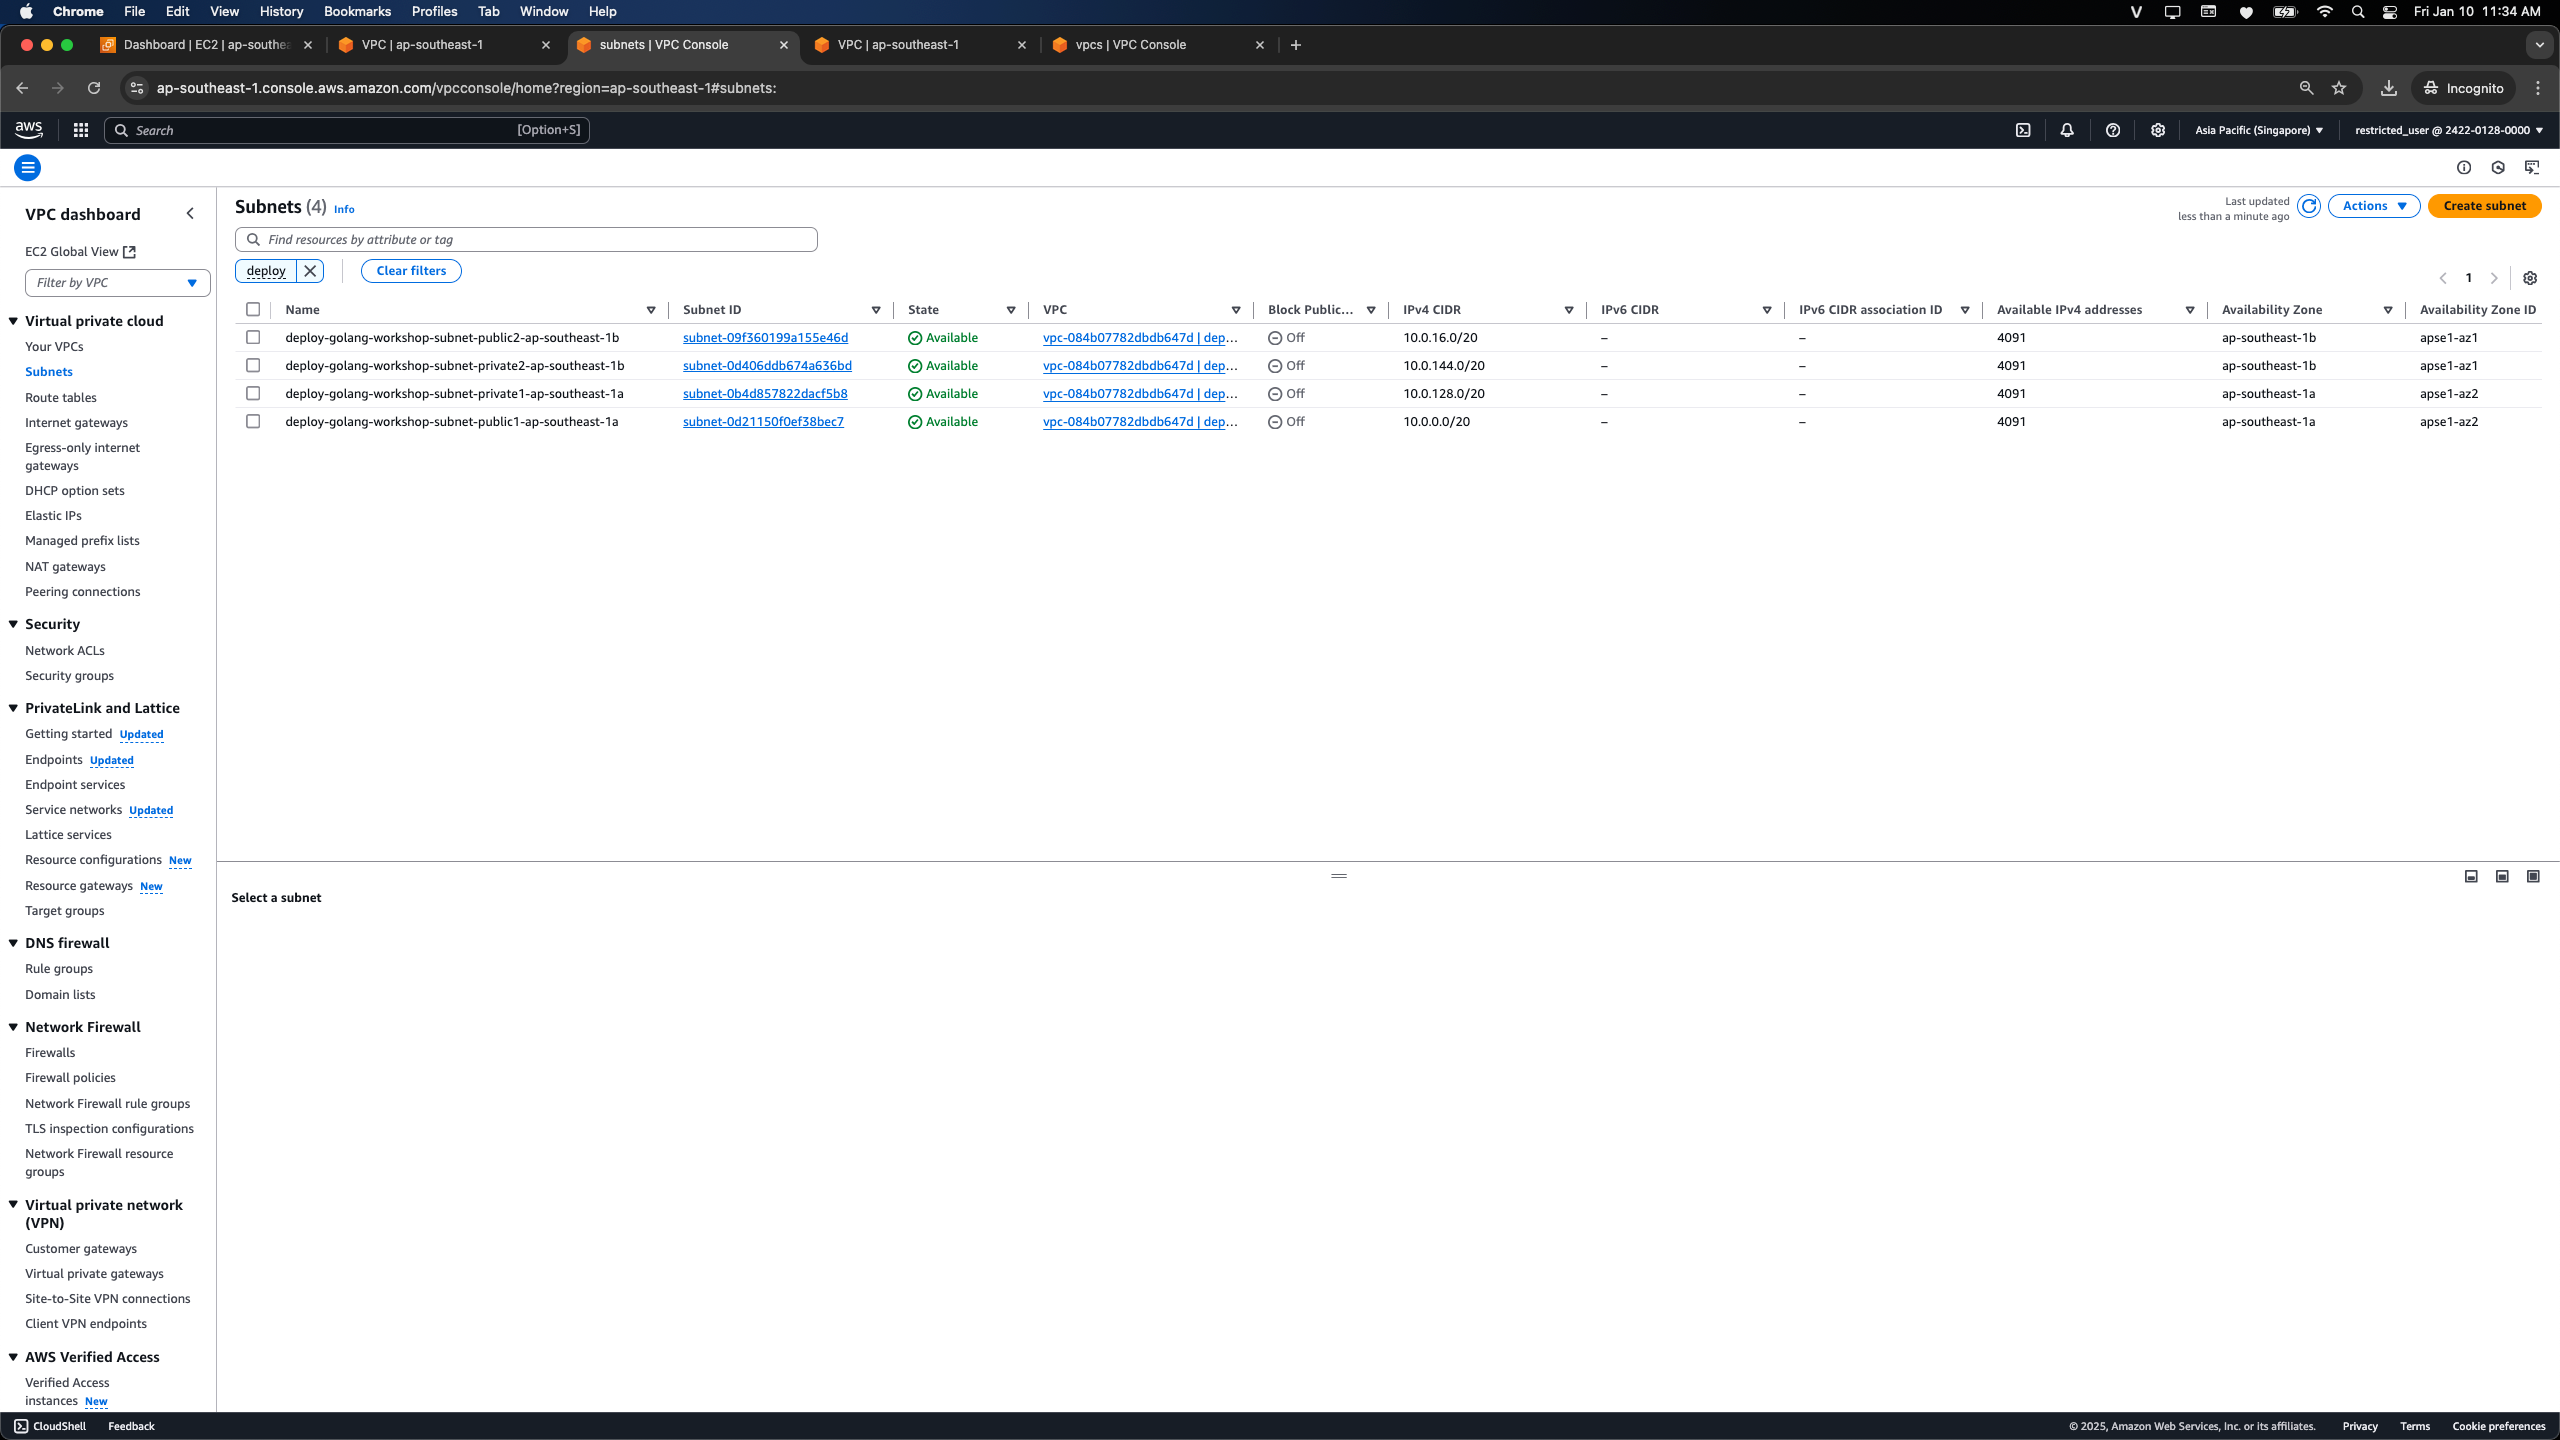 Chrome File Edit View History Bookmarks Profiles Tab Window Help Fri Jan 10 11:34 AM
Dashboard | EC2 | ap-southea VPC | ap-southeast-1 subnets | VPC Console VPC | ap-southeast-1 vpcs | VPC Console
ap-southeast-1.console.aws.amazon.com/vpcconsole/home?region=ap-southeast-1#subnets: Incognito
aws Search [Option+S] Asia Pacific (Singapore) restricted_user @ 2422-0128-0000
VPC dashboard
EC2 Global View
Filter by VPC
Virtual private cloud
Your VPCs
Subnets
Route tables
Internet gateways
Egress-only internet
gateways
DHCP option sets
Elastic IPs
Managed prefix lists
NAT gateways
Peering connections
Security
Network ACLs
Security groups
PrivateLink and Lattice
Getting started Updated
Endpoints Updated
Endpoint services
Service networks Updated
Lattice services
Resource configurations New
Resource gateways New
Target groups
DNS firewall
Rule groups
Domain lists
Network Firewall
Firewalls
Firewall policies
Network Firewall rule groups
TLS inspection configurations
Network Firewall resource
groups
Virtual private network
(VPN)
Customer gateways
Virtual private gateways
Site-to-Site VPN connections
Client VPN endpoints
AWS Verified Access
Verified Access
instances New
Subnets (4) Info
Last updated
less than a minute ago
Actions
Create subnet
Find resources by attribute or tag
deploy Clear filters
1
Name Subnet ID State VPC Block Public... IPv4 CIDR IPv6 CIDR IPv6 CIDR association ID Available IPv4 addresses Availability Zone Availability Zone ID
deploy-golang-workshop-subnet-public2-ap-southeast-1b subnet-09f360199a155e46d Available vpc-084b07782dbdb647d | dep... Off 10.0.16.0/20 – – 4091 ap-southeast-1b apse1-az1
deploy-golang-workshop-subnet-private2-ap-southeast-1b subnet-0d406ddb674a636bd Available vpc-084b07782dbdb647d | dep... Off 10.0.144.0/20 – – 4091 ap-southeast-1b apse1-az1
deploy-golang-workshop-subnet-private1-ap-southeast-1a subnet-0b4d857822dacf5b8 Available vpc-084b07782dbdb647d | dep... Off 10.0.128.0/20 – – 4091 ap-southeast-1a apse1-az2
deploy-golang-workshop-subnet-public1-ap-southeast-1a subnet-0d21150f0ef38bec7 Available vpc-084b07782dbdb647d | dep... Off 10.0.0.0/20 – – 4091 ap-southeast-1a apse1-az2
Select a subnet
CloudShell Feedback © 2025, Amazon Web Services, Inc. or its affiliates. Privacy Terms Cookie preferences